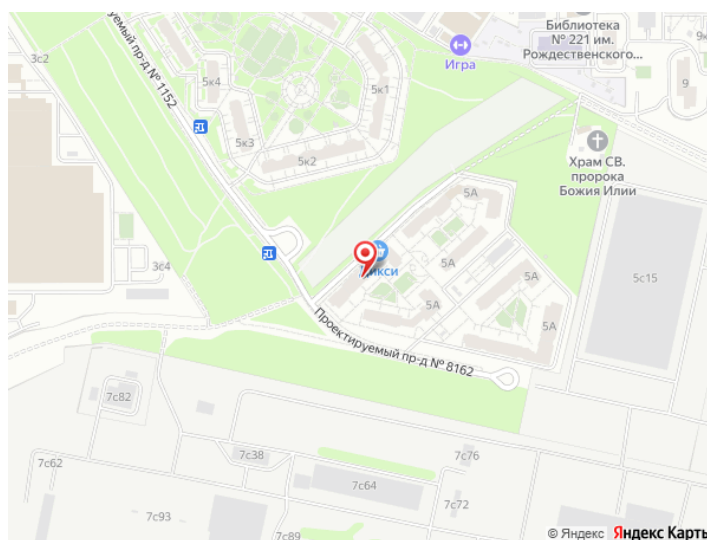 3с2
уемый пр-д № 1152
5к4
5к3
5к2
5к1
Игра
Библиотека
№ 221 им.
Рождественского...
9
Храм СВ.
пророка
Божия Илии
5А
5А
5А
5А
5с15
3с4
Проектируемый пр-д № 8162
7с82
7с62
7с38
7с76
7с64
7с72
7с93
7с89
© Яндекс Яндекс Карты